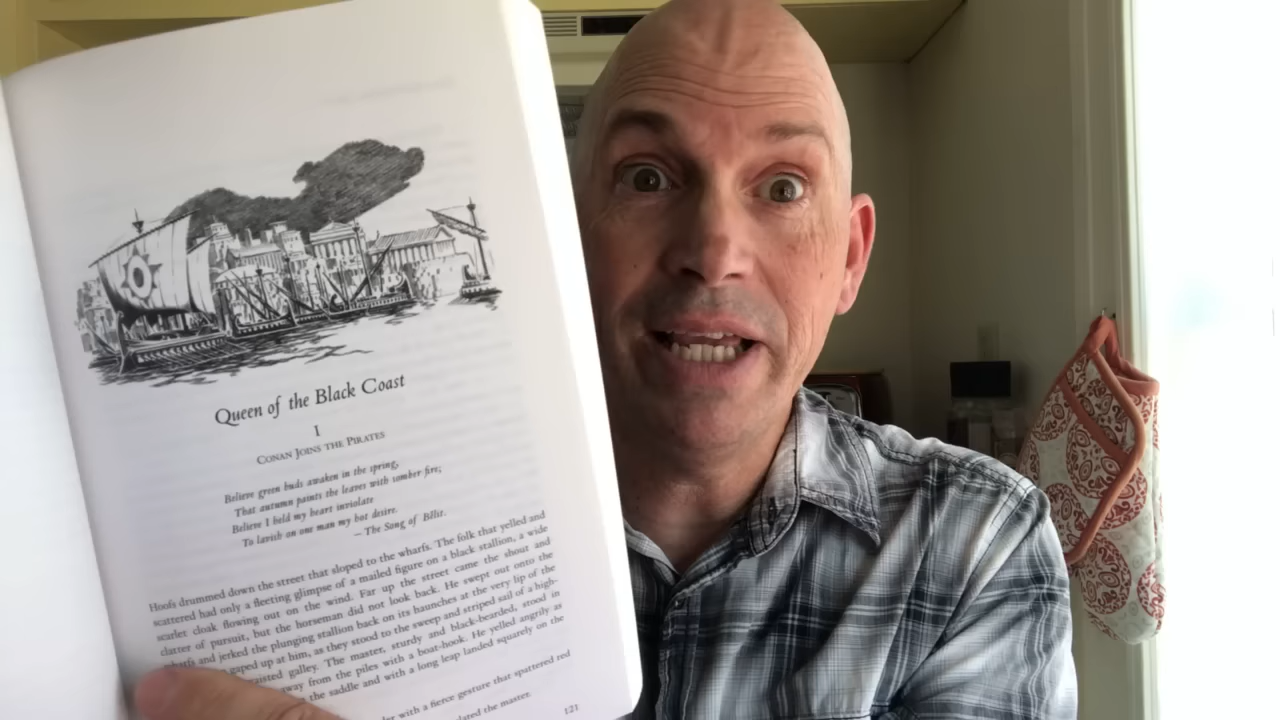 Queen of the Black Coast
I
CONAN JOINS THE PIRATES
Believe green buds awaken in the spring,
That autumn paints the leaves with somber fire;
Believe I held my heart inviolate
To lavish on one man my hot desire.
— The Song of Bêlit.
Hoofs drummed down the street that sloped to the wharfs. The folk that yelled and
scattered had only a fleeting glimpse of a mailed figure on a black stallion, a wide
scarlet cloak flowing out on the wind. Far up the street came the shout and
clatter of pursuit, but the horseman did not look back. He swept out onto the
wharfs and jerked the plunging stallion back on its haunches at the very lip of the
gaped up at him, as they stood to the sweep and striped sail of a high-
waisted galley. The master, sturdy and black-bearded, stood in
away from the piles with a boat-hook. He yelled angrily as
the saddle and with a long leap landed squarely on the
with a fierce gesture that spattered red
the master.
121